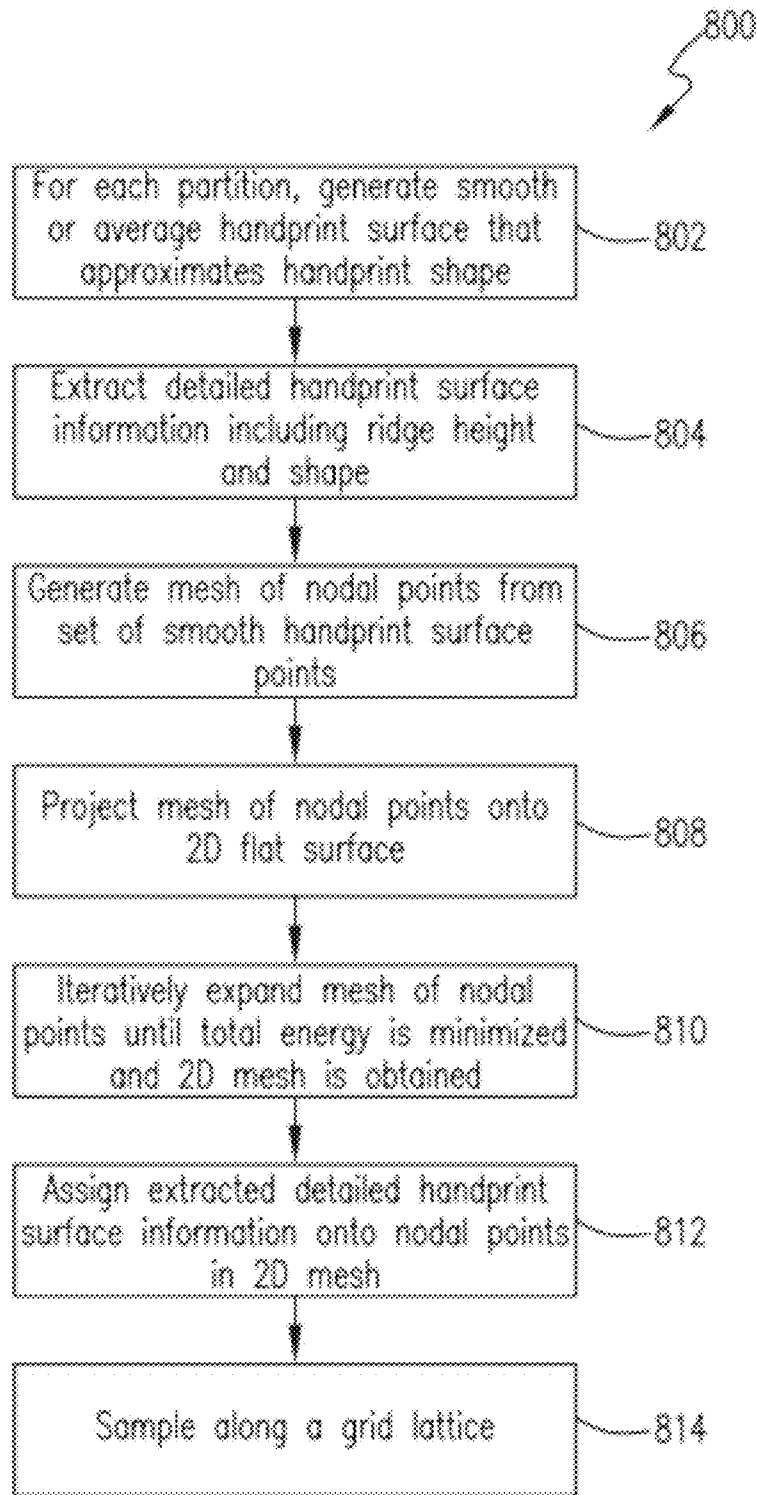 800
For each partition, generate smooth
or average handprint surface that
approximates handprint shape
802
Extract detailed handprint surface
information including ridge height
and shape
804
Generate mesh of nodal points from
set of smooth handprint surface
points
806
Project mesh of nodal points onto
2D flat surface
808
Iteratively expand mesh of nodal
points until total energy is minimized
and 2D mesh is obtained
810
Assign extracted detailed handprint
surface information onto nodal points
in 2D mesh
812
Sample along a grid lattice
814